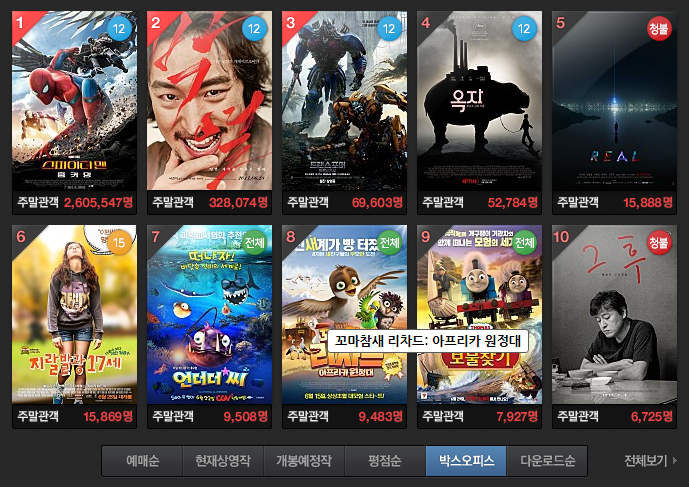 1
12
스파이더맨
홈커밍
주말관객 2,605,547명
2
12
박열
주말관객 328,074명
3
12
트랜스포머
주말관객 69,603명
4
12
옥자
NETFLIX
주말관객 52,784명
5
청불
REAL
주말관객 15,888명
6
15
지랄발광 17세
주말관객 15,869명
7
전체
떠나자!
언더더씨
CGV
주말관객 9,508명
8
전체
아프리카 원정대
주말관객 9,483명
9
전체
THOMAS
보물찾기
주말관객 7,927명
10
청불
그 후
주말관객 6,725명
꼬마참새 리차드: 아프리카 원정대
예매순
현재상영작
개봉예정작
평점순
박스오피스
다운로드순
전체보기